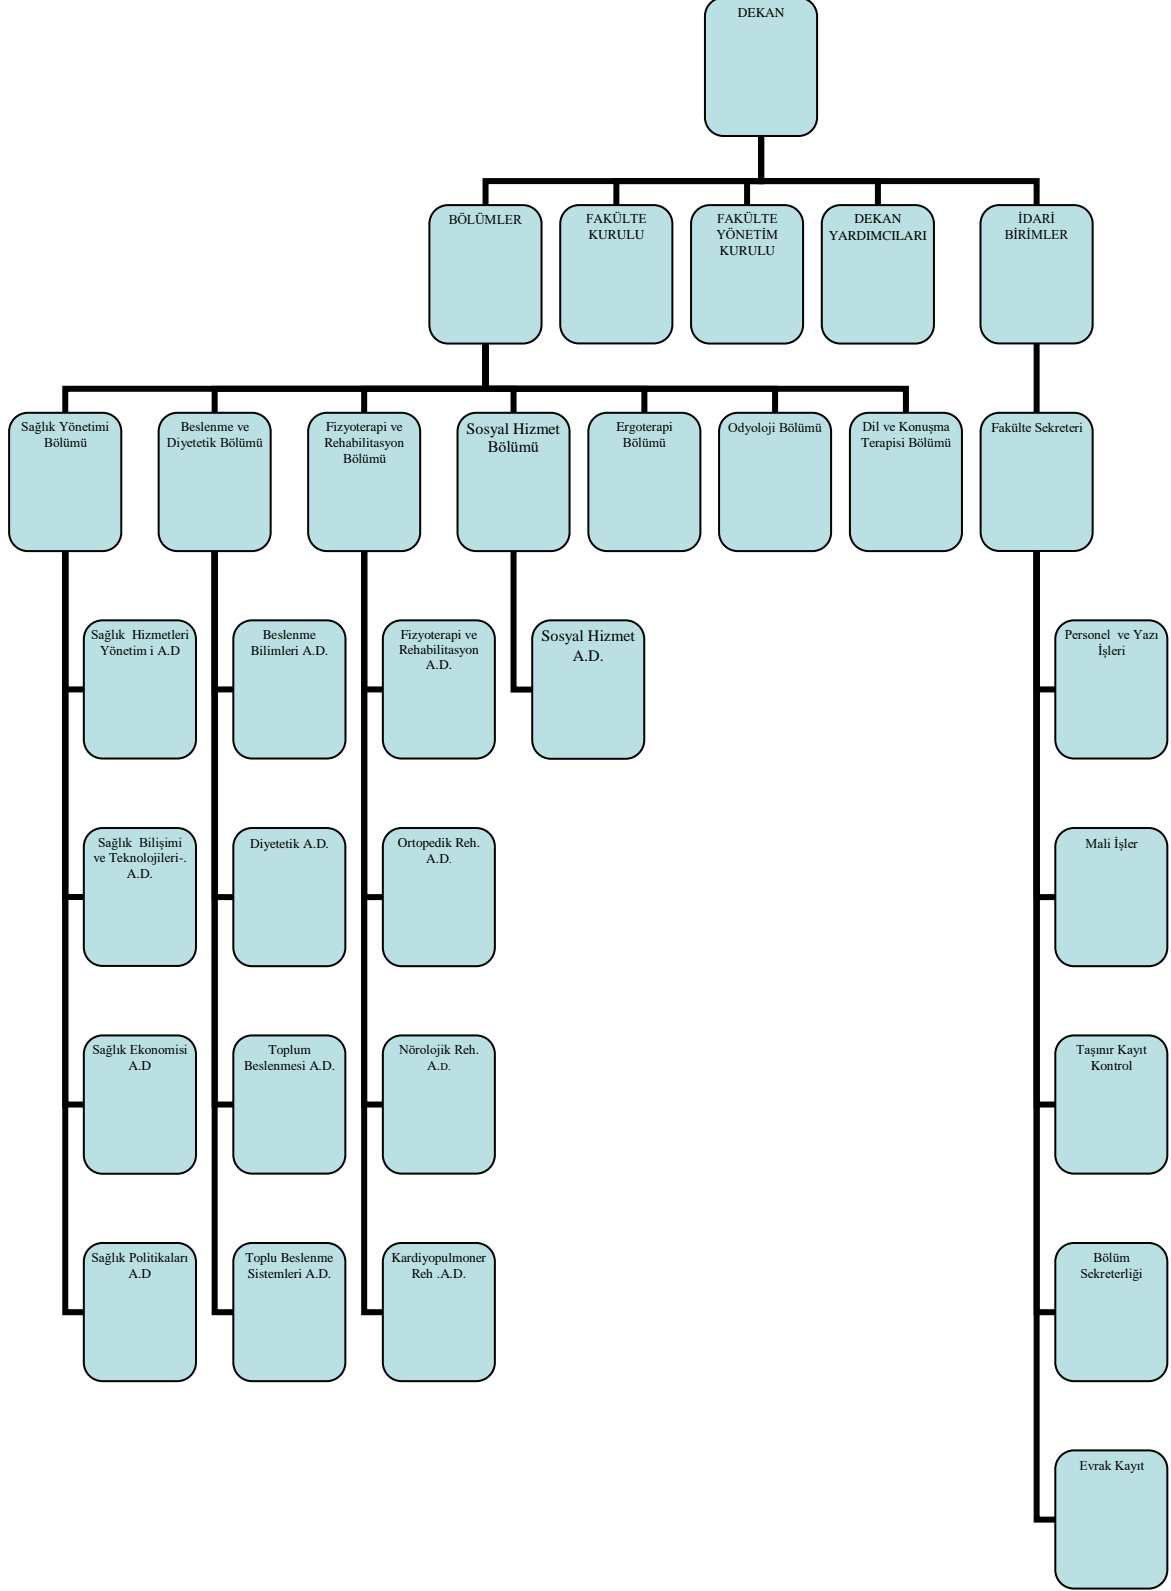 DEKAN
BÖLÜMLER
FAKÜLTE
KURULU
FAKÜLTE
YÖNETİM
KURULU
DEKAN
YARDIMCILARI
İDARİ
BİRİMLER
Sağlık Yönetimi
Bölümü
Beslenme ve
Diyetetik Bölümü
Fizyoterapi ve
Rehabilitasyon
Bölümü
Sosyal Hizmet
Bölümü
Ergoterapi
Bölümü
Odyoloji Bölümü
Dil ve Konuşma
Terapisi Bölümü
Fakülte Sekreteri
Sağlık Hizmetleri
Yönetim i A.D
Beslenme
Bilimleri A.D.
Fizyoterapi ve
Rehabilitasyon
A.D.
Sosyal Hizmet
A.D.
Personel ve Yazı
İşleri
Sağlık Bilişimi
ve Teknolojileri-.
A.D.
Diyetetik A.D.
Ortopedik Reh.
A.D.
Mali İşler
Sağlık Ekonomisi
A.D
Toplum
Beslenmesi A.D.
Nörolojik Reh.
A.D.
Taşınır Kayıt
Kontrol
Sağlık Politikaları
A.D
Toplu Beslenme
Sistemleri A.D.
Kardiyopulmoner
Reh .A.D.
Bölüm
Sekreterliği
Evrak Kayıt